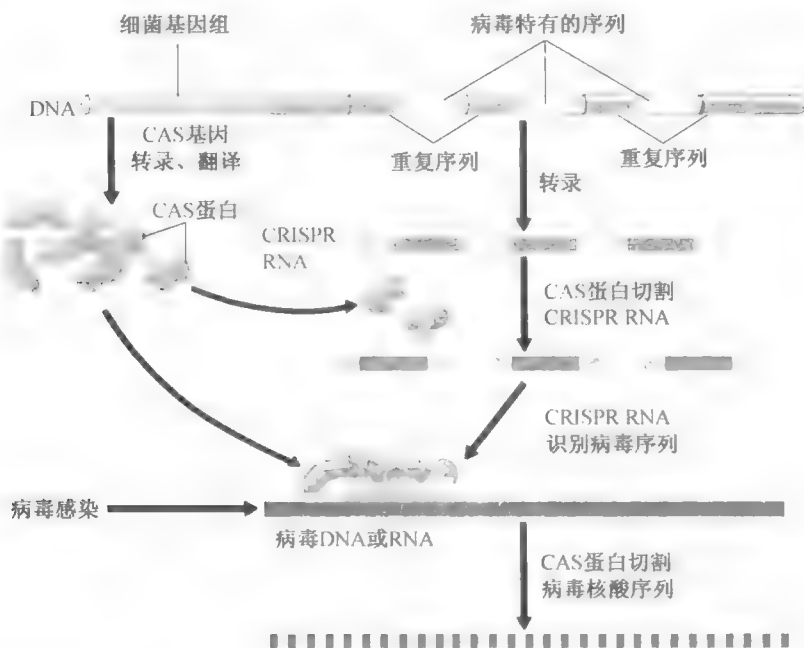 细菌基因组
病毒特有的序列
DNA
CAS基因
转录、翻译
重复序列
重复序列
转录
CAS蛋白
CRISPR
RNA
CAS蛋白切割
CRISPR RNA
CRISPR RNA
识别病毒序列
病毒感染
病毒DNA或RNA
CAS蛋白切割
病毒核酸序列